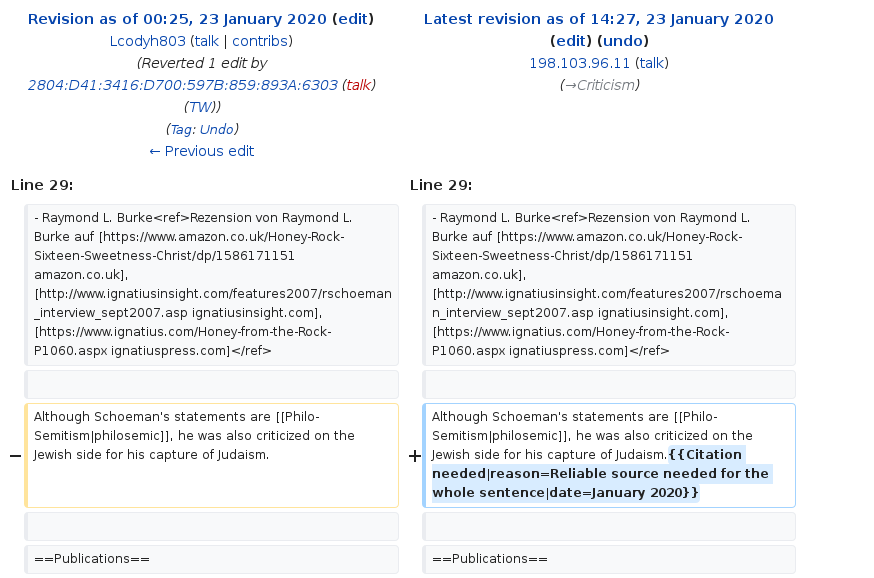 Revision as of 00:25, 23 January 2020 (edit)
Lcodyh803 (talk | contribs)
(Reverted 1 edit by
2804:D41:3416:D700:597B:859:893A:6303 (talk)
(TW))
(Tag: Undo)
← Previous edit
Latest revision as of 14:27, 23 January 2020
(edit) (undo)
198.103.96.11 (talk)
(→Criticism)
Line 29:
- Raymond L. Burke<ref>Rezension von Raymond L.
Burke auf [https://www.amazon.co.uk/Honey-Rock-
Sixteen-Sweetness-Christ/dp/1586171151
amazon.co.uk],
[http://www.ignatiusinsight.com/features2007/rschoeman
_interview_sept2007.asp ignatiusinsight.com],
[https://www.ignatius.com/Honey-from-the-Rock-
P1060.aspx ignatiuspress.com]</ref>
Line 29:
- Raymond L. Burke<ref>Rezension von Raymond L.
Burke auf [https://www.amazon.co.uk/Honey-Rock-
Sixteen-Sweetness-Christ/dp/1586171151
amazon.co.uk],
[http://www.ignatiusinsight.com/features2007/rschoema
n_interview_sept2007.asp ignatiusinsight.com],
[https://www.ignatius.com/Honey-from-the-Rock-
P1060.aspx ignatiuspress.com]</ref>
Although Schoeman's statements are [[Philo-
Semitism|philosemic]], he was also criticized on the
− Jewish side for his capture of Judaism.
Although Schoeman's statements are [[Philo-
Semitism|philosemic]], he was also criticized on the
+ Jewish side for his capture of Judaism.{{Citation
needed|reason=Reliable source needed for the
whole sentence|date=January 2020}}
==Publications==
==Publications==